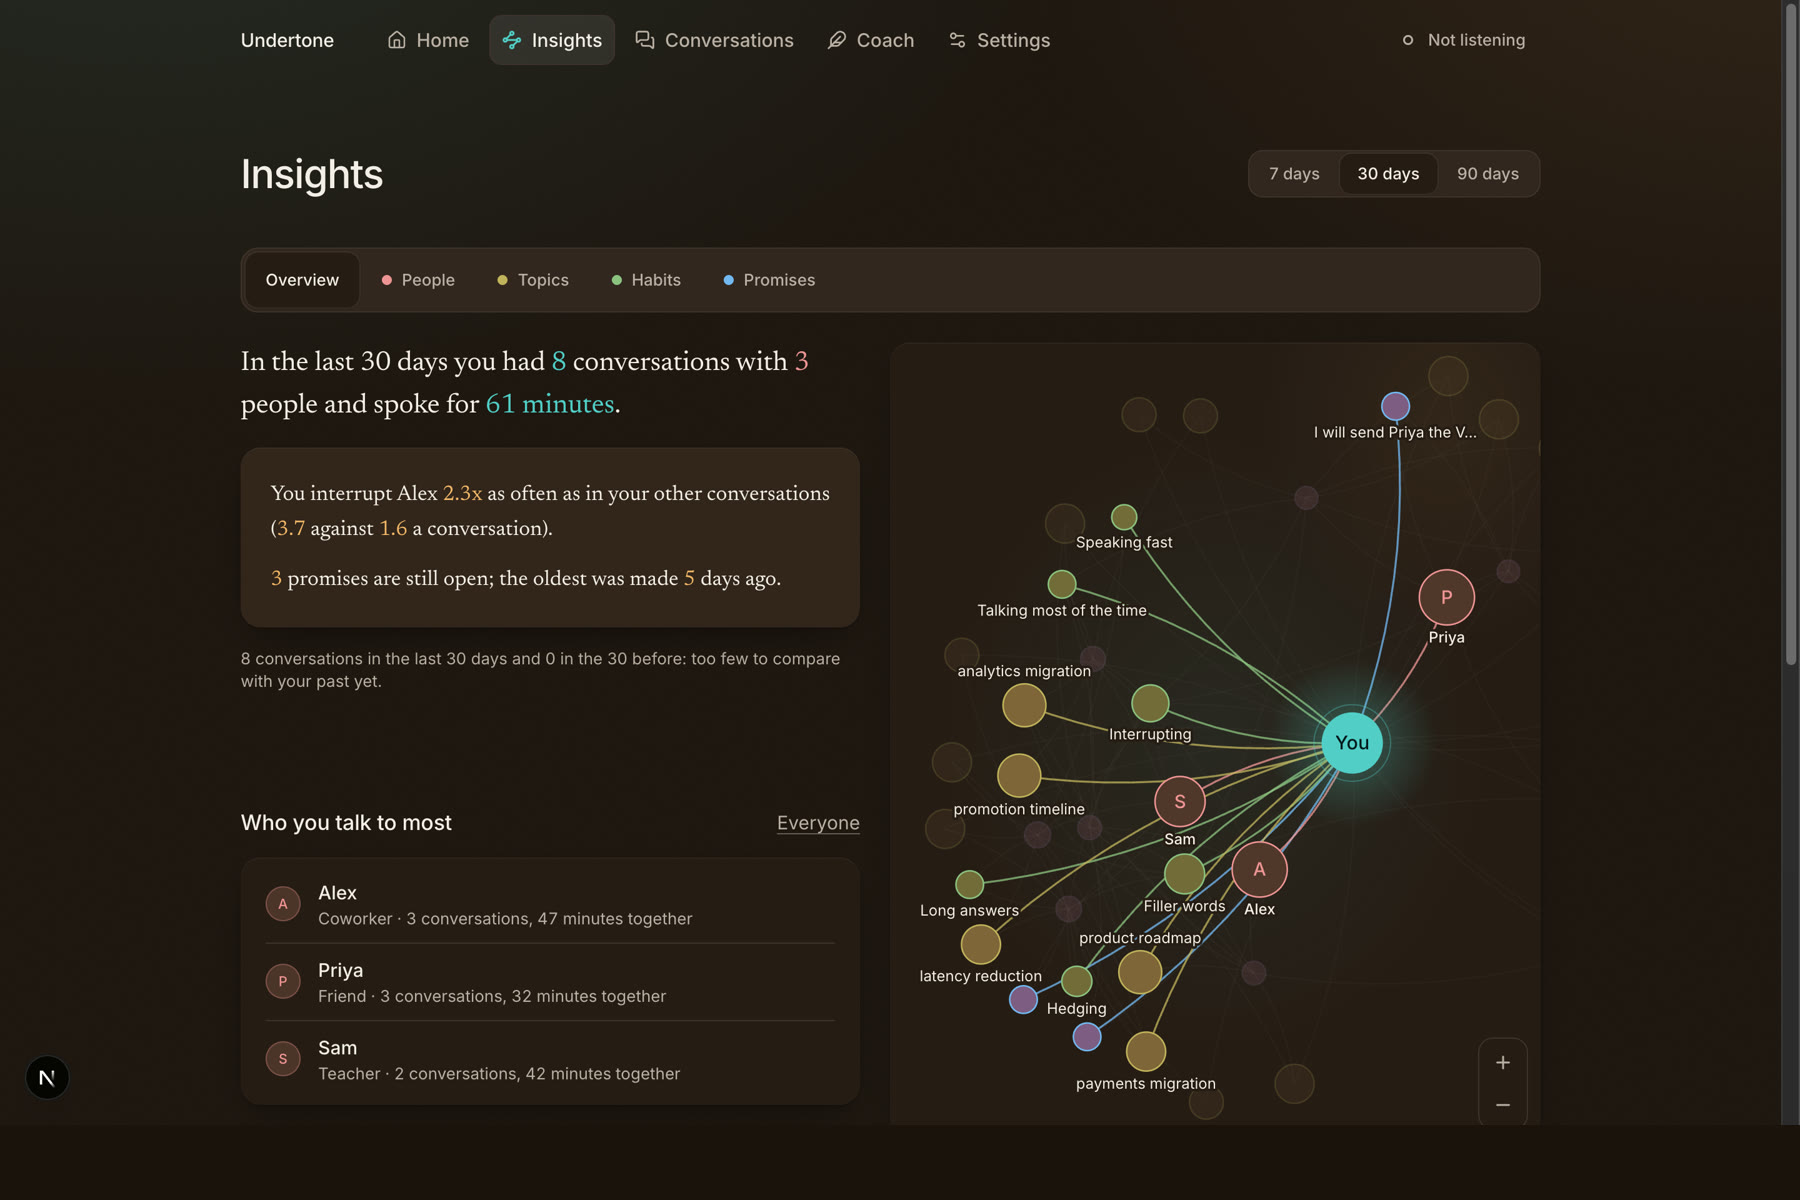 Undertone
Home
Insights
Conversations
Coach
Settings
Not listening
Insights
7 days
30 days
90 days
Overview
People
Topics
Habits
Promises
In the last 30 days you had 8 conversations with 3
people and spoke for 61 minutes.
You interrupt Alex 2.3x as often as in your other conversations
(3.7 against 1.6 a conversation).
3 promises are still open; the oldest was made 5 days ago.
8 conversations in the last 30 days and 0 in the 30 before: too few to compare
with your past yet.
Who you talk to most
Everyone
A
Alex
Coworker · 3 conversations, 47 minutes together
P
Priya
Friend · 3 conversations, 32 minutes together
S
Sam
Teacher · 2 conversations, 42 minutes together
I will send Priya the V...
Speaking fast
Talking most of the time
P
Priya
analytics migration
Interrupting
You
promotion timeline
S
Sam
A
Alex
Long answers
Filler words
product roadmap
latency reduction
Hedging
payments migration
+
−
N